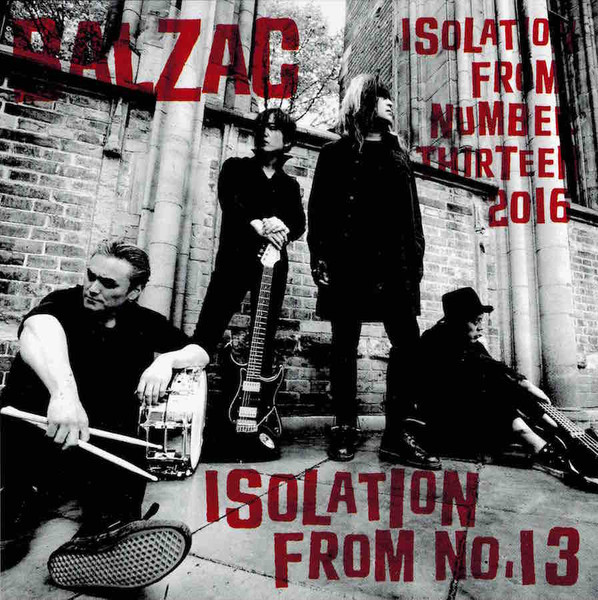 BALZAC
ISOLATION
FROM
NUMBER
THIRTEEN
2016
ISOLATION
FROM NO.13